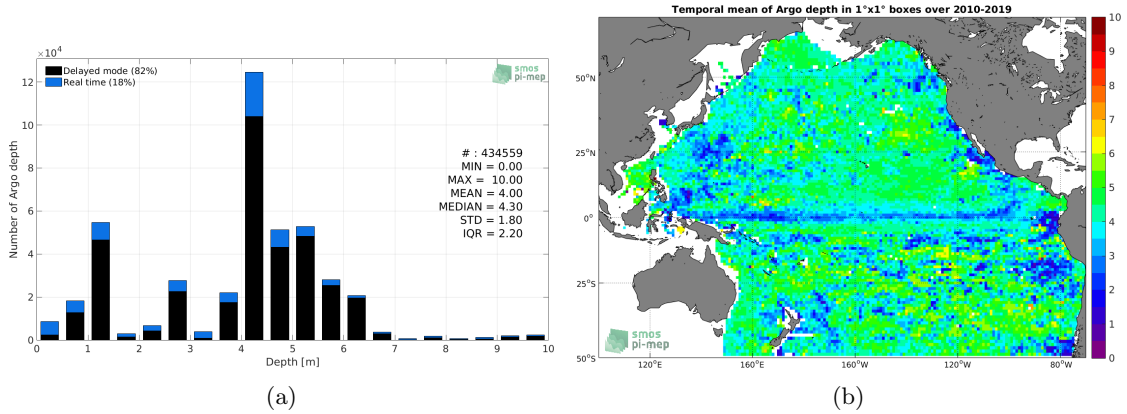 ×10⁴
Delayed mode (82%)
Real time (18%)
smos
pi-mep
# : 434559
MIN = 0.00
MAX = 10.00
MEAN = 4.00
MEDIAN = 4.30
STD = 1.80
IQR = 2.20
Number of Argo depth
12
10
8
6
4
2
0
0 1 2 3 4 5 6 7 8 9 10
Depth [m]
(a)
Temporal mean of Argo depth in 1°x1° boxes over 2010-2019
50°N
25°N
0°
25°S
50°S
120°E 160°E 160°W 120°W 80°W
smos
pi-mep
10
9
8
7
6
5
4
3
2
1
0
(b)